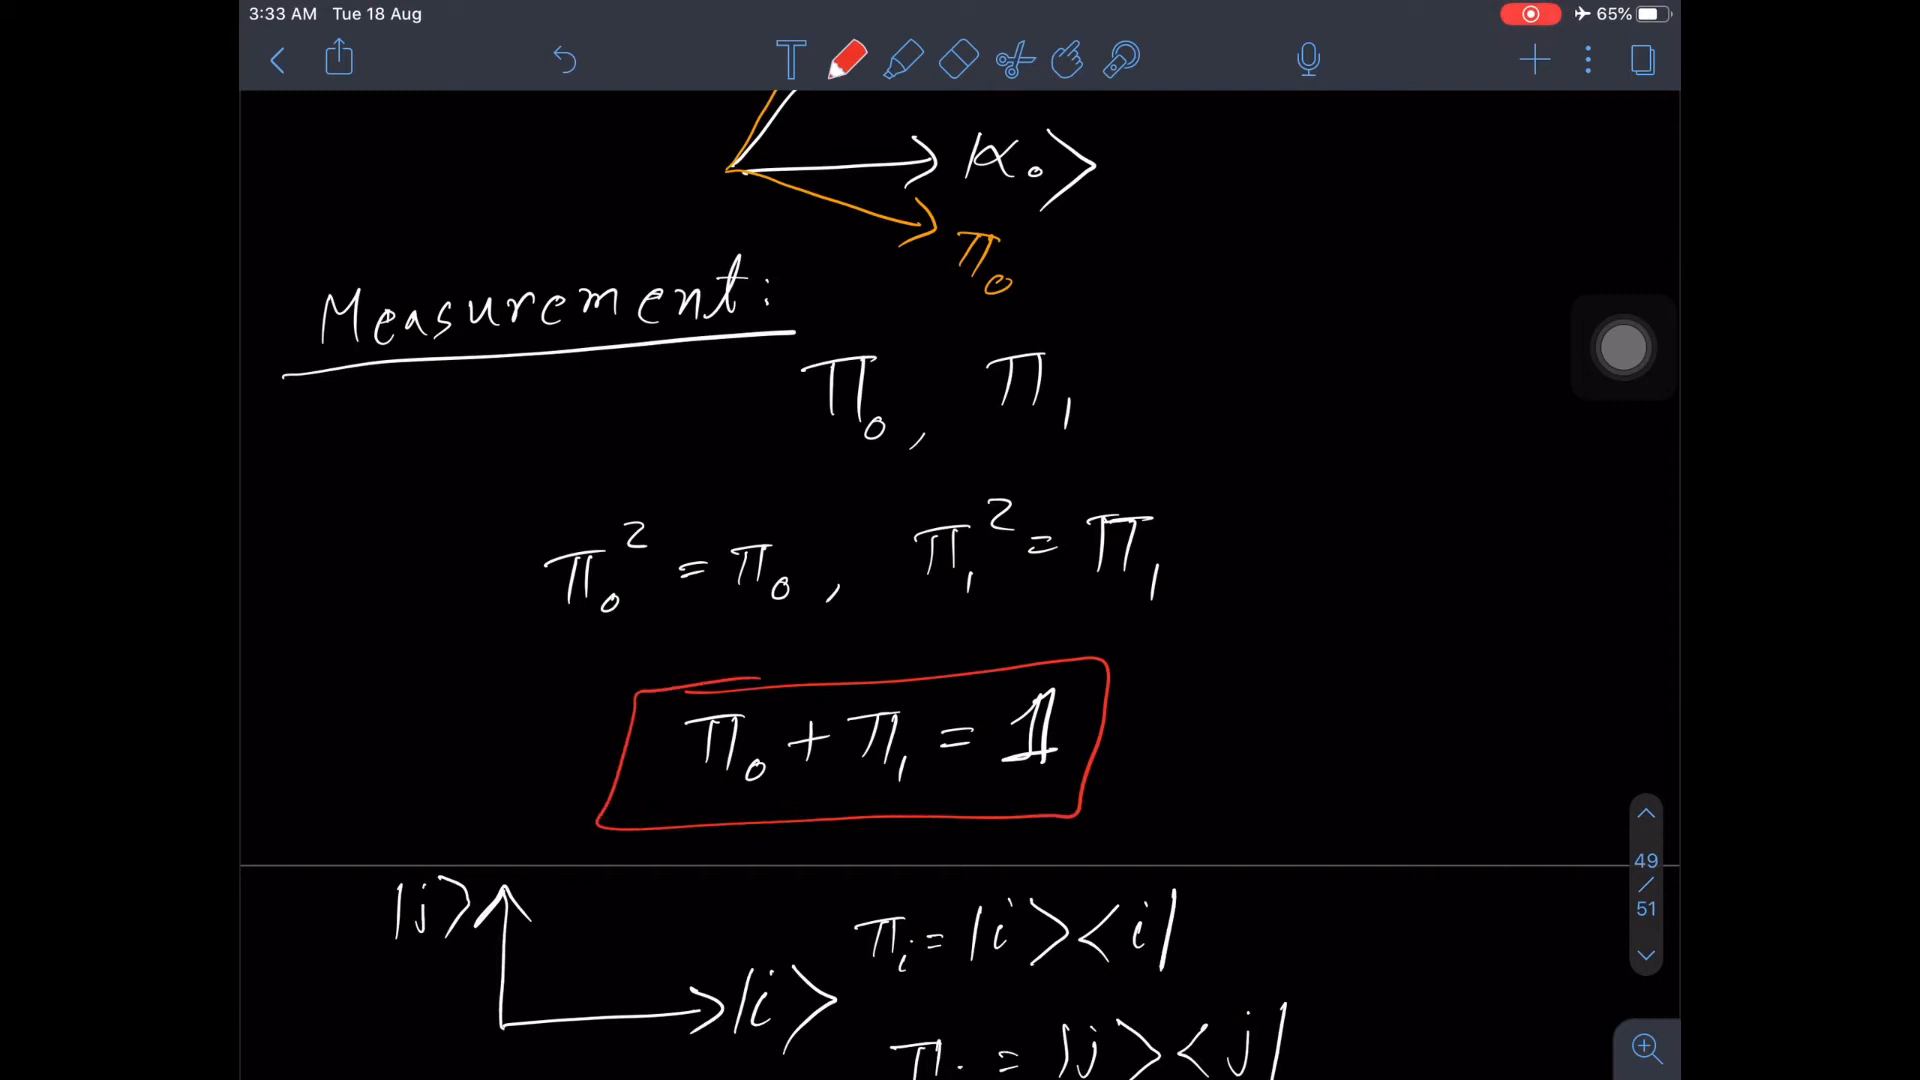 3:33 AM Tue 18 Aug 65%
T
|α₀⟩
π₀
Measurement:
Π₀, Π₁
π₀² = π₀, π₁² = Π₁
π₀ + π₁ = 𝟙
49
/
51
|j⟩
πᵢ = |i⟩⟨i|
|i⟩
πⱼ = |j⟩⟨j|